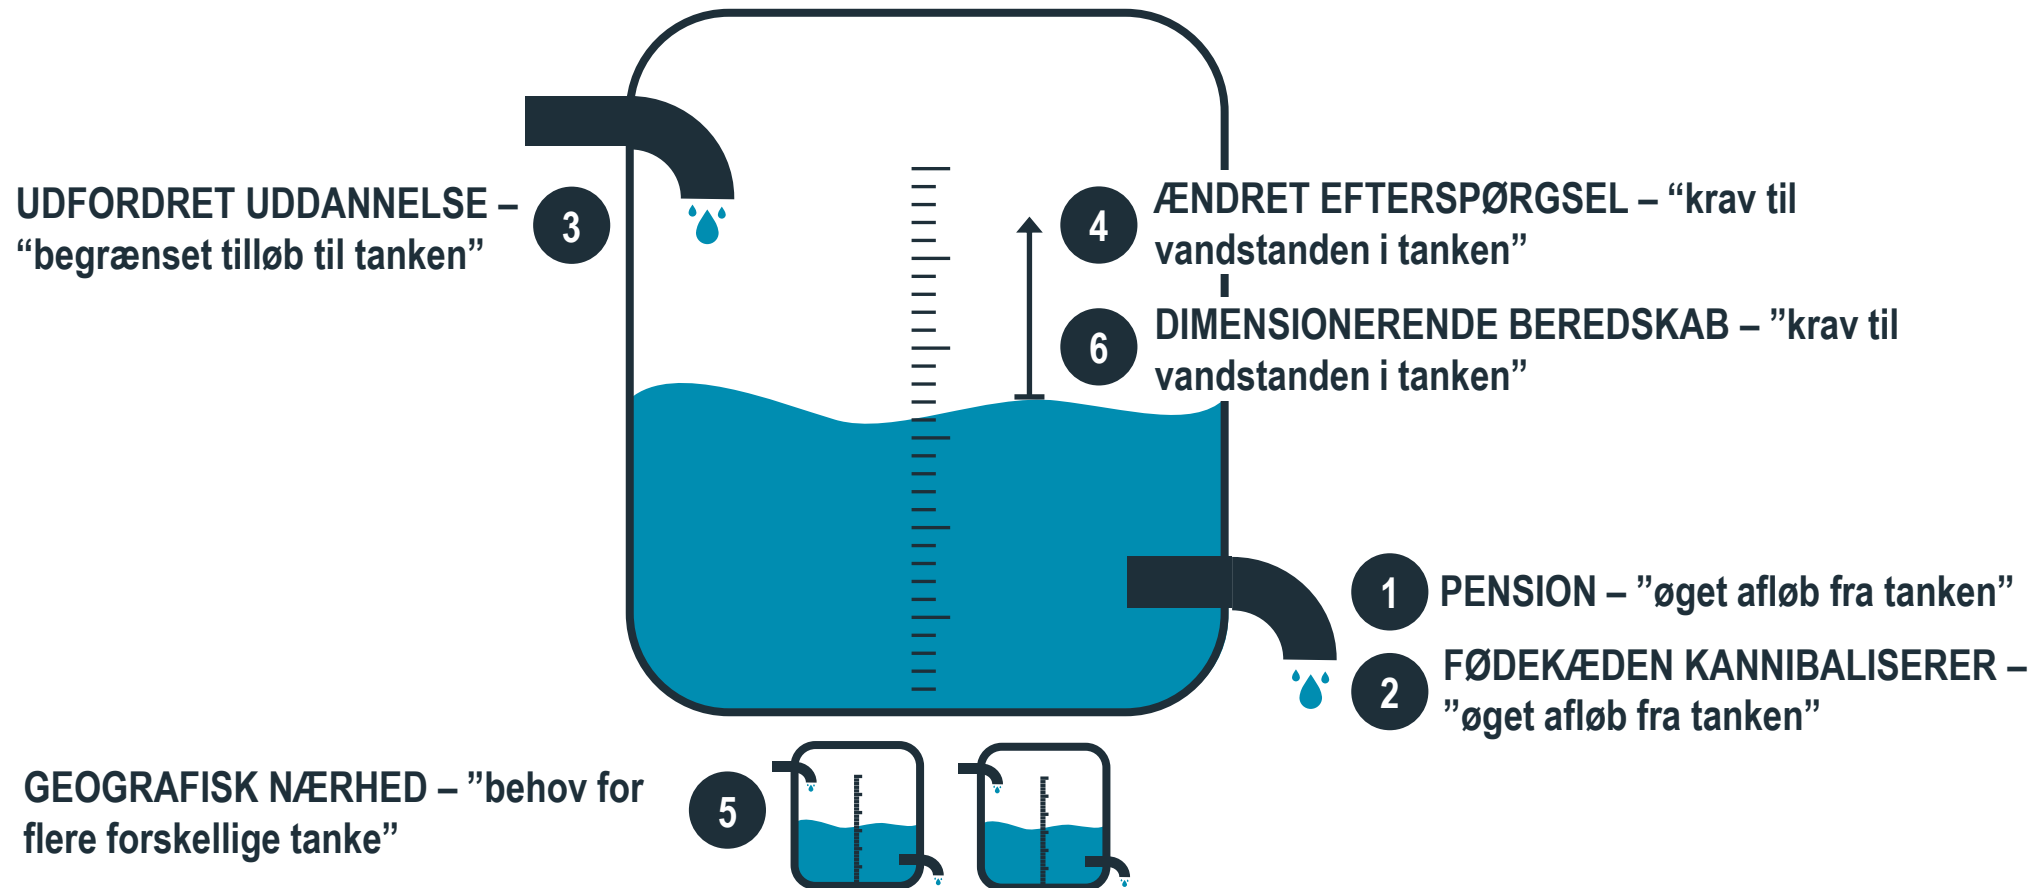 UDFORDRET UDDANNELSE –
“begrænset tilløb til tanken”
3
4
ÆNDRET EFTERSPØRGSEL – “krav til
vandstanden i tanken”
6
DIMENSIONERENDE BEREDSKAB – ”krav til
vandstanden i tanken”
1
PENSION – ”øget afløb fra tanken”
2
FØDEKÆDEN KANNIBALISERER –
”øget afløb fra tanken”
GEOGRAFISK NÆRHED – ”behov for
flere forskellige tanke”
5